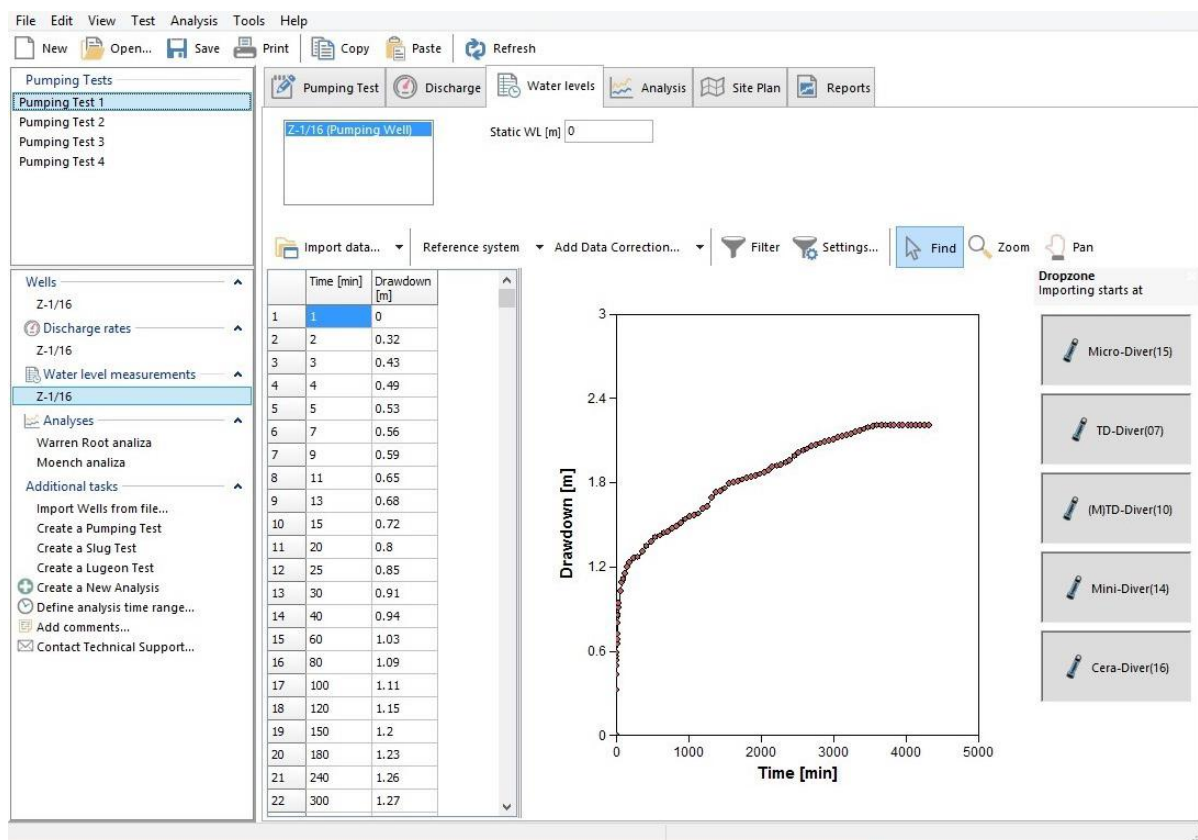 File Edit View Test Analysis Tools Help
New Open... Save Print Copy Paste Refresh
Pumping Tests
Pumping Test 1
Pumping Test 2
Pumping Test 3
Pumping Test 4
Wells
Z-1/16
Discharge rates
Z-1/16
Water level measurements
Z-1/16
Analyses
Warren Root analiza
Moench analiza
Additional tasks
Import Wells from file...
Create a Pumping Test
Create a Slug Test
Create a Lugeon Test
Create a New Analysis
Define analysis time range...
Add comments...
Contact Technical Support...
Pumping Test Discharge Water levels Analysis Site Plan Reports
Z-1/16 (Pumping Well) Static WL [m] 0
Import data... Reference system Add Data Correction... Filter Settings... Find Zoom Pan
Time [min] Drawdown
[m]
1 1 0
2 2 0.32
3 3 0.43
4 4 0.49
5 5 0.53
6 7 0.56
7 9 0.59
8 11 0.65
9 13 0.68
10 15 0.72
11 20 0.8
12 25 0.85
13 30 0.91
14 40 0.94
15 60 1.03
16 80 1.09
17 100 1.11
18 120 1.15
19 150 1.2
20 180 1.23
21 240 1.26
22 300 1.27
Drawdown [m]
3
2.4
1.8
1.2
0.6
0
0 1000 2000 3000 4000 5000
Time [min]
Dropzone
Importing starts at
Micro-Diver(15)
TD-Diver(07)
(M)TD-Diver(10)
Mini-Diver(14)
Cera-Diver(16)